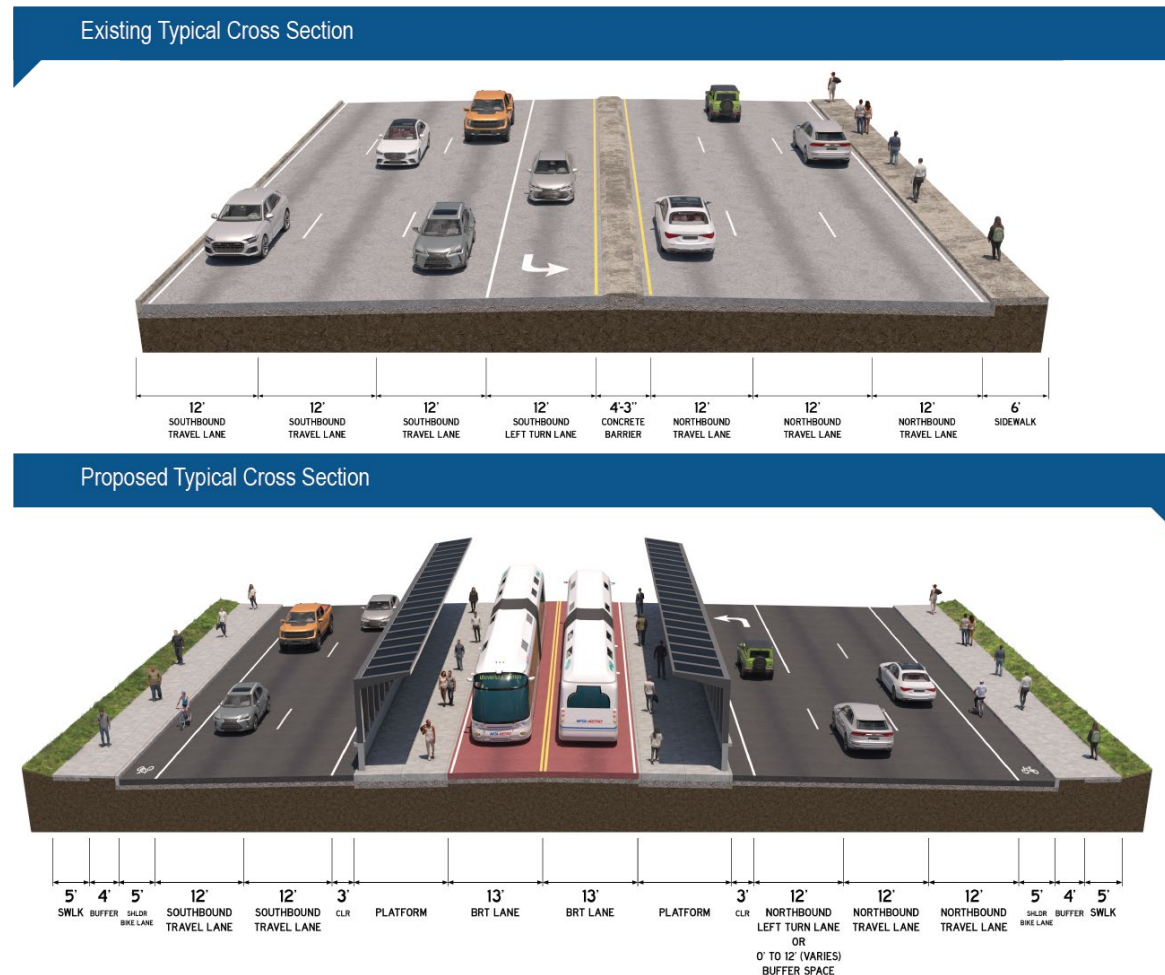 Existing Typical Cross Section
12' 12' 12' 12' 4'-3" 12' 12' 12' 6'
SOUTHBOUND SOUTHBOUND SOUTHBOUND SOUTHBOUND CONCRETE NORTHBOUND NORTHBOUND NORTHBOUND SIDEWALK
TRAVEL LANE TRAVEL LANE TRAVEL LANE LEFT TURN LANE BARRIER TRAVEL LANE TRAVEL LANE TRAVEL LANE
Proposed Typical Cross Section
5' 4' 5' 12' 12' 3' 13' 13' 3' 12' 12' 12' 5' 4' 5'
SWLK BUFFER SHLDR SOUTHBOUND SOUTHBOUND CLR PLATFORM BRT LANE BRT LANE PLATFORM CLR NORTHBOUND NORTHBOUND NORTHBOUND SHLDR BUFFER SWLK
BIKE LANE TRAVEL LANE TRAVEL LANE LEFT TURN LANE TRAVEL LANE TRAVEL LANE BIKE LANE
OR
0' TO 12' (VARIES)
BUFFER SPACE